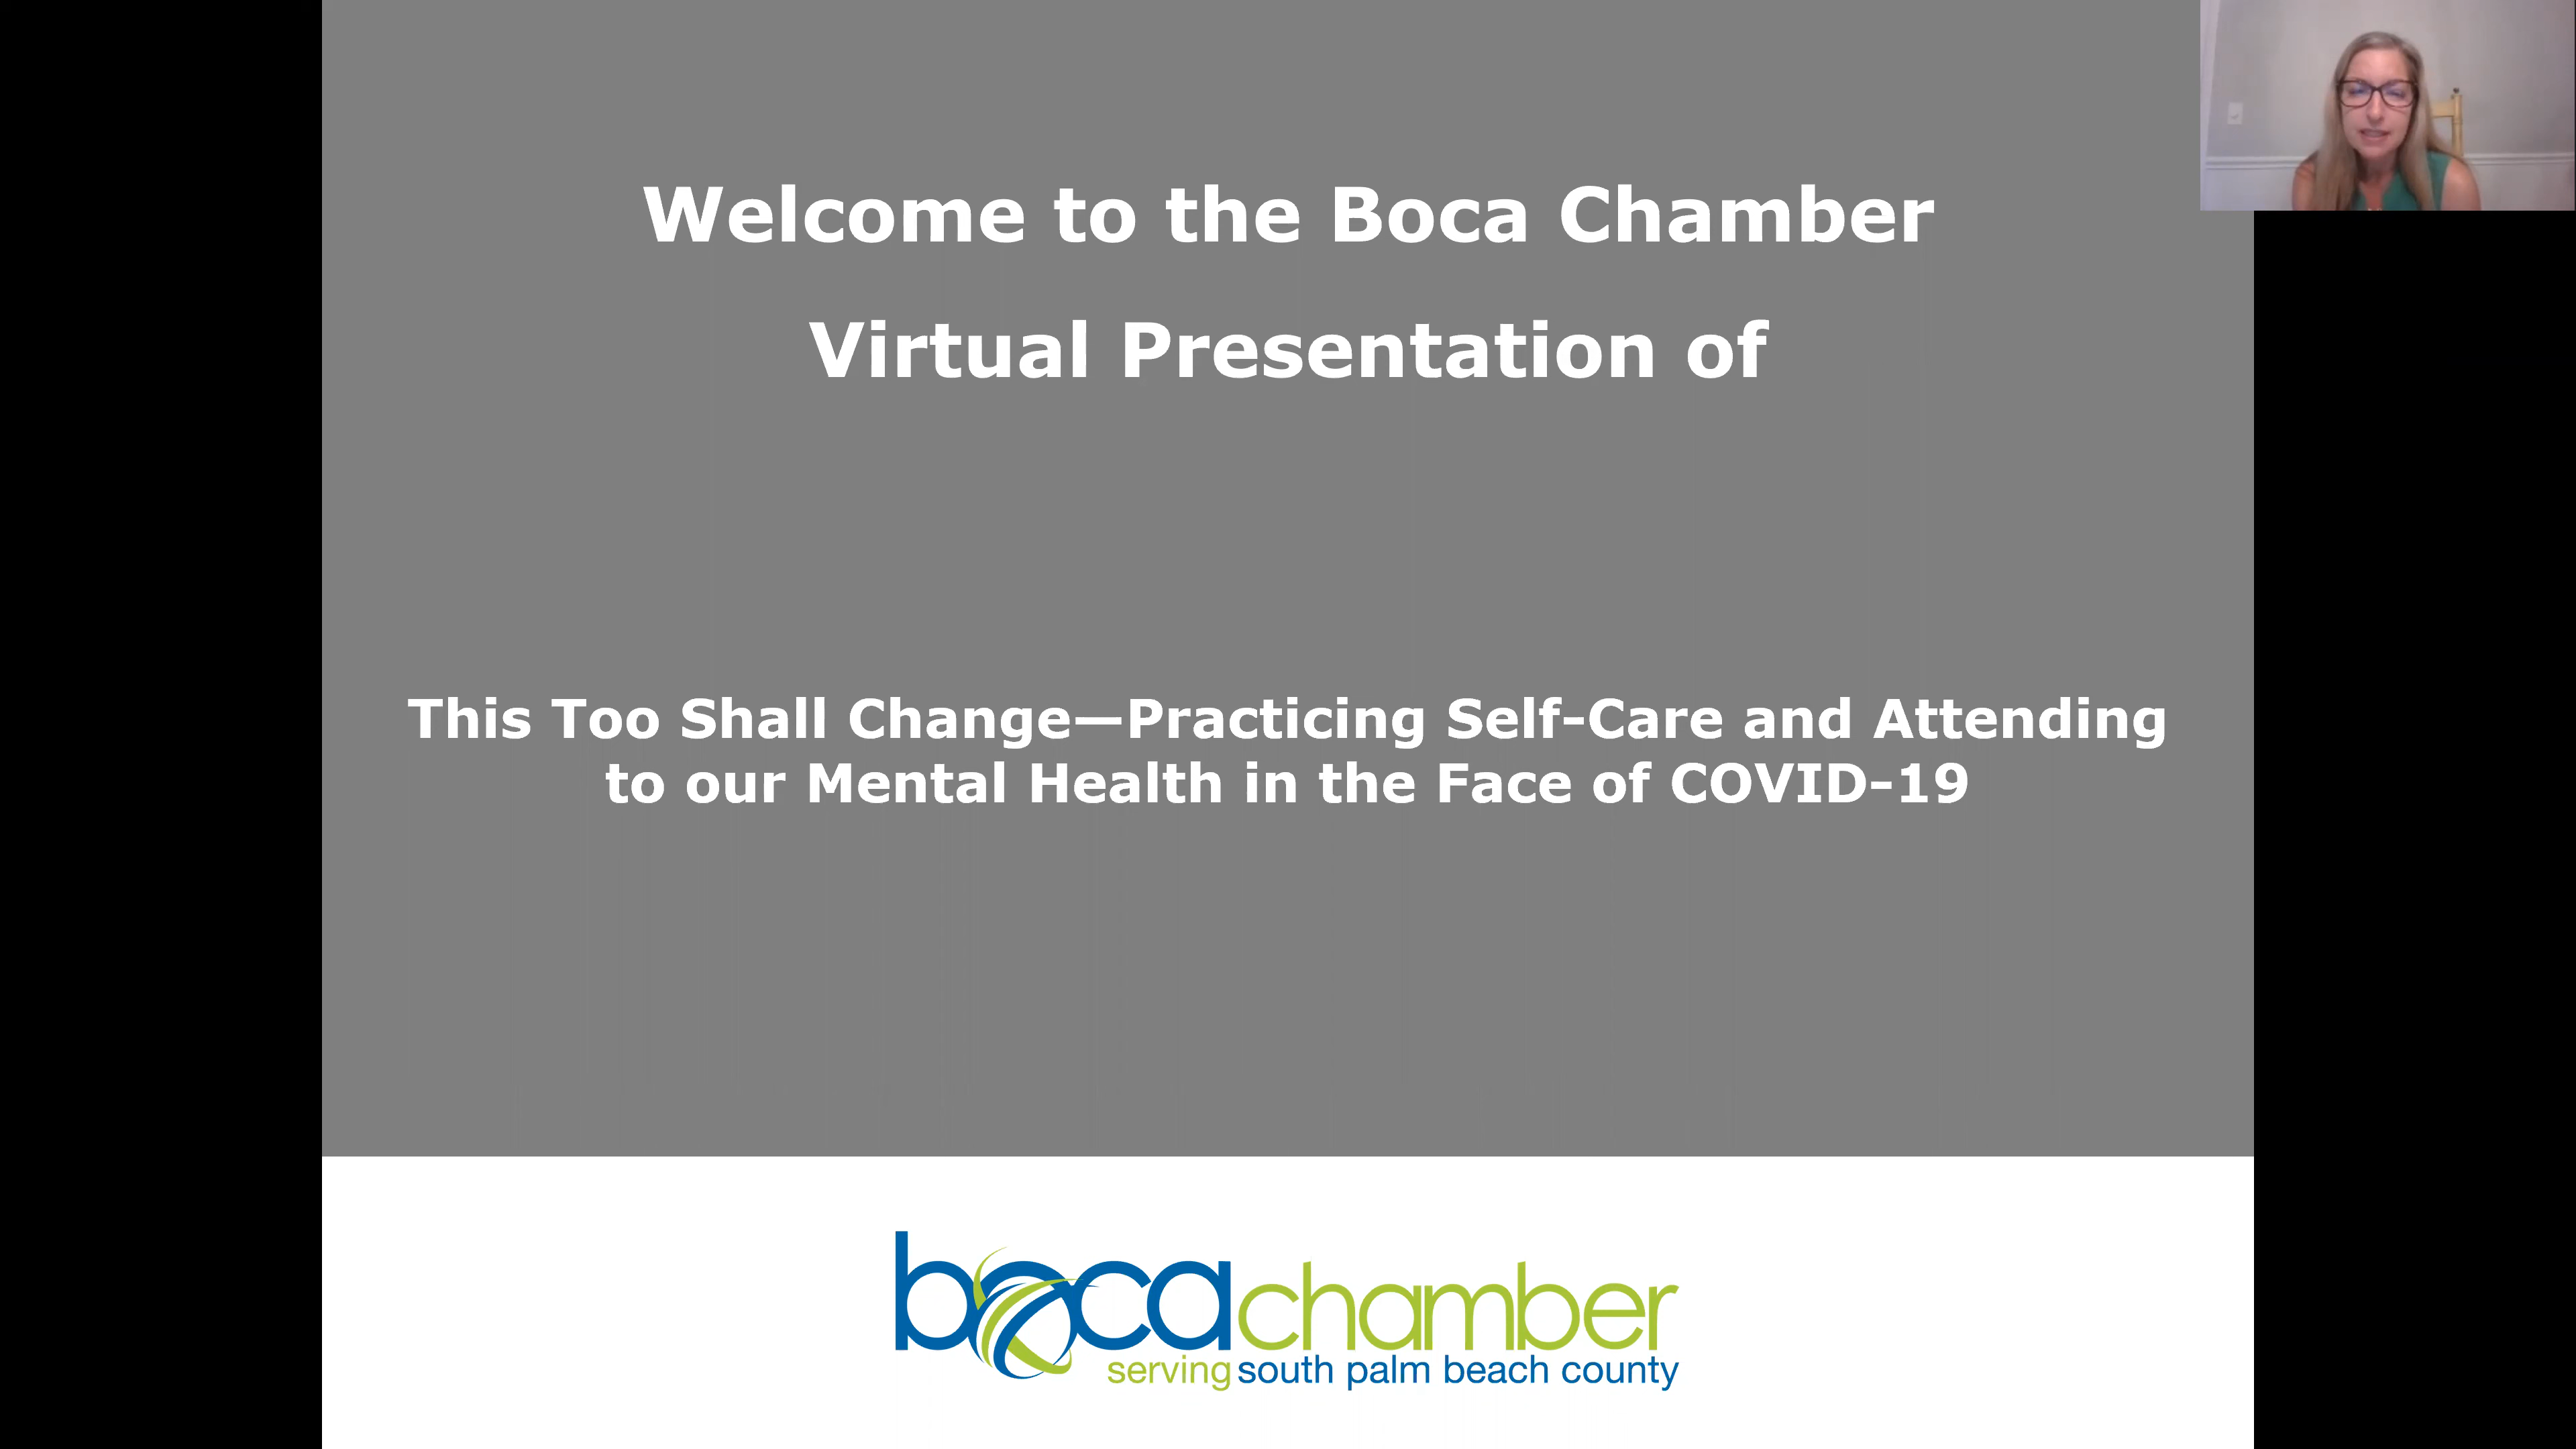 Welcome to the Boca Chamber
Virtual Presentation of
This Too Shall Change—Practicing Self-Care and Attending
to our Mental Health in the Face of COVID-19
bocachamber
serving south palm beach county